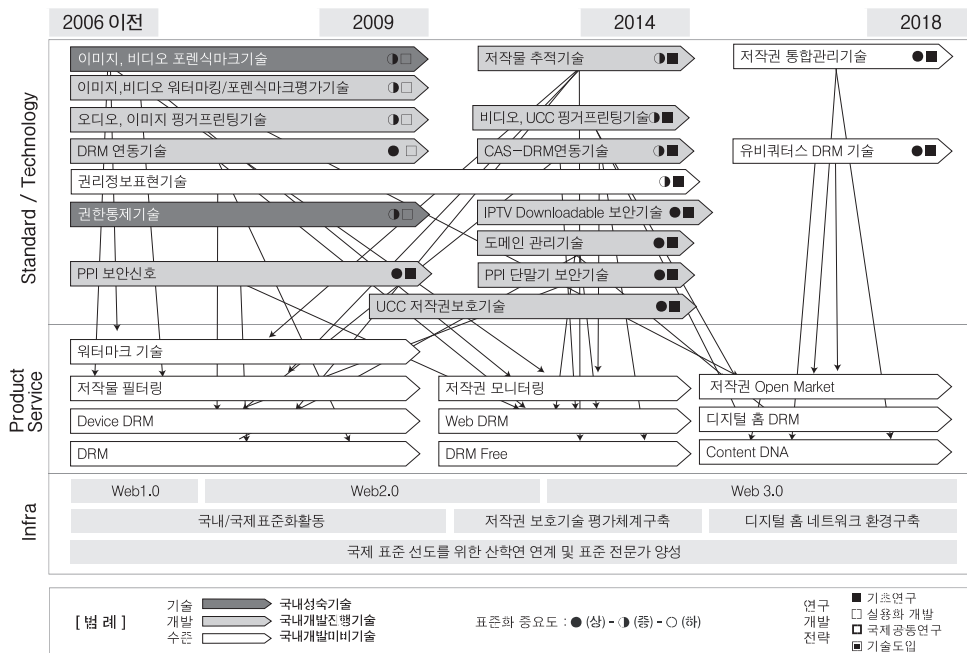 2006 이전
2009
2014
2018
Standard / Technology
이미지, 비디오 포렌식마크기술
저작물 추적기술
저작권 통합관리기술
이미지,비디오 워터마킹/포렌식마크평가기술
오디오, 이미지 핑거프린팅기술
비디오, UCC 핑거프린팅기술
DRM 연동기술
CAS-DRM연동기술
유비쿼터스 DRM 기술
권리정보표현기술
권한통제기술
IPTV Downloadable 보안기술
도메인 관리기술
PPI 보안신호
PPI 단말기 보안기술
UCC 저작권보호기술
Product
Service
워터마크 기술
저작물 필터링
저작권 모니터링
저작권 Open Market
Device DRM
Web DRM
디지털 홈 DRM
DRM
DRM Free
Content DNA
Infra
Web1.0
Web2.0
Web 3.0
국내/국제표준화활동
저작권 보호기술 평가체계구축
디지털 홈 네트워크 환경구축
국제 표준 선도를 위한 산학연 연계 및 표준 전문가 양성
[범례]
기술
개발
수준
국내성숙기술
국내개발진행기술
국내개발미비기술
표준화 중요도 : ● (상) - ◑ (중) - ○ (하)
연구
개발
전략
■ 기초연구
□ 실용화 개발
□ 국제공동연구
▣ 기술도입